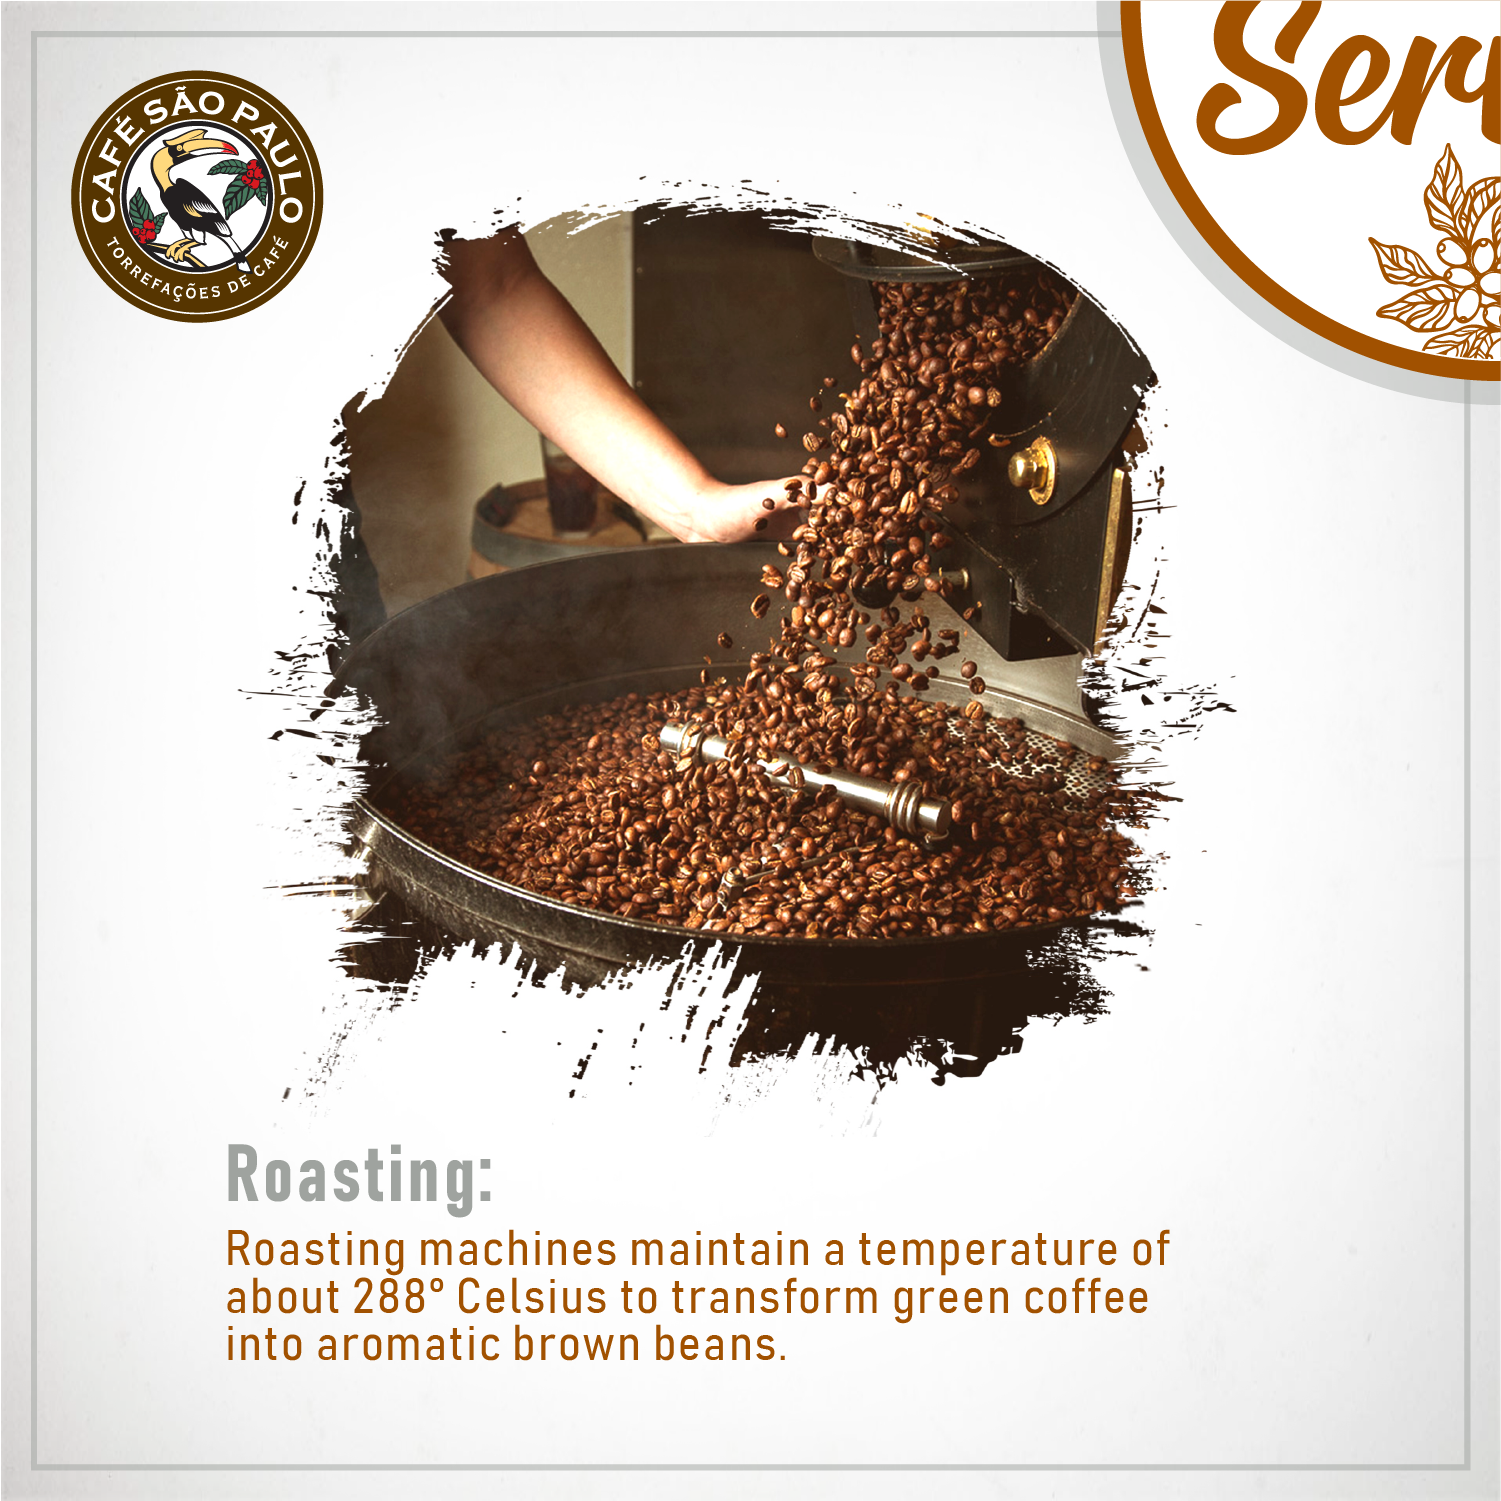 CAFÉ SÃO PAULO
TORREFAÇÕES DE CAFÉ
Roasting:
Roasting machines maintain a temperature of
about 288° Celsius to transform green coffee
into aromatic brown beans.